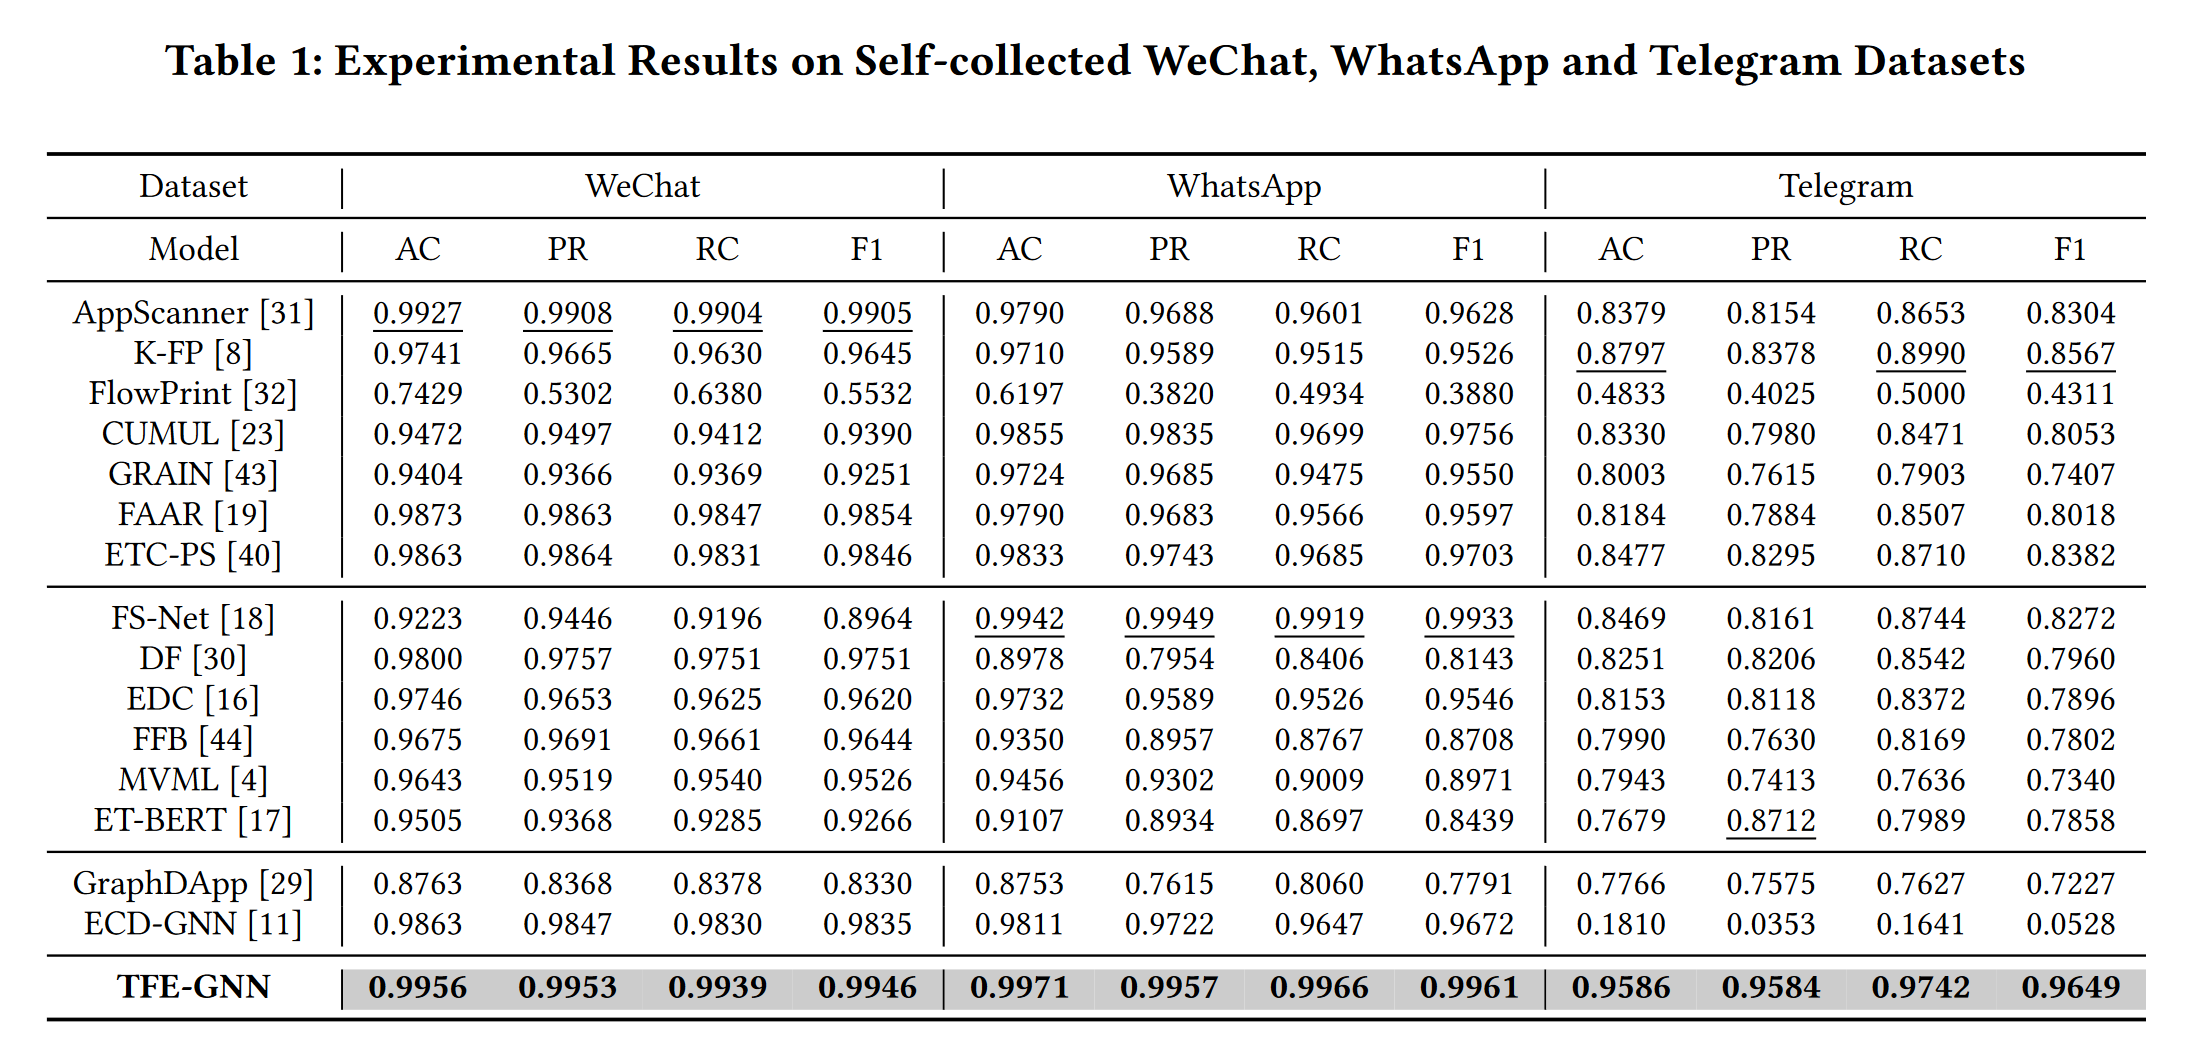 Table 1: Experimental Results on Self-collected WeChat, WhatsApp and Telegram Datasets
Dataset WeChat WhatsApp Telegram
Model AC PR RC F1 AC PR RC F1 AC PR RC F1
AppScanner [31] 0.9927 0.9908 0.9904 0.9905 0.9790 0.9688 0.9601 0.9628 0.8379 0.8154 0.8653 0.8304
K-FP [8] 0.9741 0.9665 0.9630 0.9645 0.9710 0.9589 0.9515 0.9526 0.8797 0.8378 0.8990 0.8567
FlowPrint [32] 0.7429 0.5302 0.6380 0.5532 0.6197 0.3820 0.4934 0.3880 0.4833 0.4025 0.5000 0.4311
CUMUL [23] 0.9472 0.9497 0.9412 0.9390 0.9855 0.9835 0.9699 0.9756 0.8330 0.7980 0.8471 0.8053
GRAIN [43] 0.9404 0.9366 0.9369 0.9251 0.9724 0.9685 0.9475 0.9550 0.8003 0.7615 0.7903 0.7407
FAAR [19] 0.9873 0.9863 0.9847 0.9854 0.9790 0.9683 0.9566 0.9597 0.8184 0.7884 0.8507 0.8018
ETC-PS [40] 0.9863 0.9864 0.9831 0.9846 0.9833 0.9743 0.9685 0.9703 0.8477 0.8295 0.8710 0.8382
FS-Net [18] 0.9223 0.9446 0.9196 0.8964 0.9942 0.9949 0.9919 0.9933 0.8469 0.8161 0.8744 0.8272
DF [30] 0.9800 0.9757 0.9751 0.9751 0.8978 0.7954 0.8406 0.8143 0.8251 0.8206 0.8542 0.7960
EDC [16] 0.9746 0.9653 0.9625 0.9620 0.9732 0.9589 0.9526 0.9546 0.8153 0.8118 0.8372 0.7896
FFB [44] 0.9675 0.9691 0.9661 0.9644 0.9350 0.8957 0.8767 0.8708 0.7990 0.7630 0.8169 0.7802
MVML [4] 0.9643 0.9519 0.9540 0.9526 0.9456 0.9302 0.9009 0.8971 0.7943 0.7413 0.7636 0.7340
ET-BERT [17] 0.9505 0.9368 0.9285 0.9266 0.9107 0.8934 0.8697 0.8439 0.7679 0.8712 0.7989 0.7858
GraphDApp [29] 0.8763 0.8368 0.8378 0.8330 0.8753 0.7615 0.8060 0.7791 0.7766 0.7575 0.7627 0.7227
ECD-GNN [11] 0.9863 0.9847 0.9830 0.9835 0.9811 0.9722 0.9647 0.9672 0.1810 0.0353 0.1641 0.0528
TFE-GNN 0.9956 0.9953 0.9939 0.9946 0.9971 0.9957 0.9966 0.9961 0.9586 0.9584 0.9742 0.9649